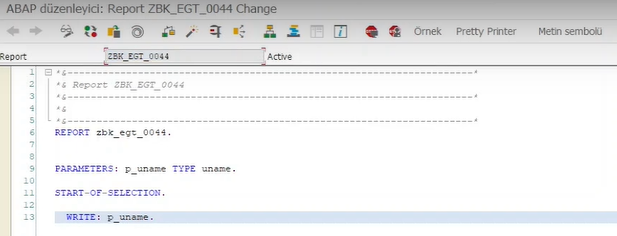 ABAP düzenleyici: Report ZBK_EGT_0044 Change
Örnek Pretty Printer Metin sembolü
Report ZBK_EGT_0044 Active
1 *&---------------------------------------------------------------------*
2 *& Report ZBK_EGT_0044
3 *&---------------------------------------------------------------------*
4 *&
5 *&---------------------------------------------------------------------*
6 REPORT zbk_egt_0044.
7
8
9 PARAMETERS: p_uname TYPE uname.
10
11 START-OF-SELECTION.
12
13 WRITE: p_uname.